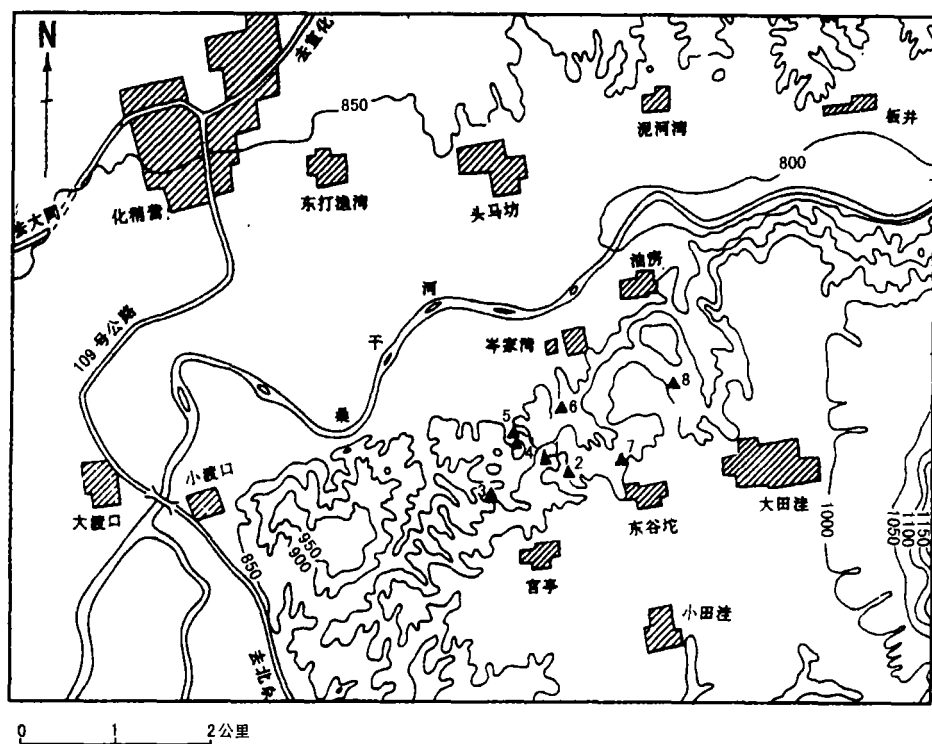 N
去宣化
850
泥河湾
钣井
800
去大同
化稍营
东打渔湾
头马坊
油房
河
干
桑
109 号公路
岑家湾
8
6
5
4
1
2
7
3
小渡口
大渡口
大田洼
东谷坨
950
900
850
官亭
小田洼
1000
1050
1100
1150
去北京
0 1 2公里